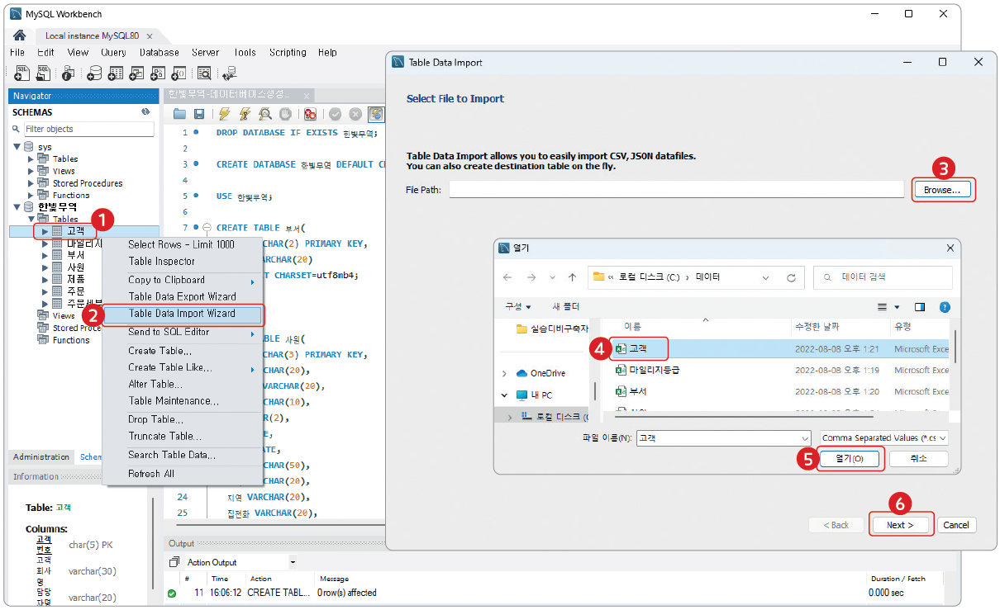 MySQL Workbench
Local instance MySQL80 ×
File Edit View Query Database Server Tools Scripting Help
Navigator
SCHEMAS
Filter objects
sys
Tables
Views
Stored Procedures
Functions
한빛무역
Tables
고객
1
마일리지
부서
사원
제품
주문
주문세부
Views
Stored Proce
Functions
Administration Schem
Information
Table: 고객
Columns:
고객
번호 char(5) PK
고객
회사 varchar(30)
명
담당
자명 varchar(20)
Select Rows - Limit 1000
Table Inspector
Copy to Clipboard
Table Data Export Wizard
2 Table Data Import Wizard
Send to SQL Editor
Create Table...
Create Table Like...
Alter Table...
Table Maintenance...
Drop Table...
Truncate Table...
Search Table Data...
Refresh All
한빛무역-데이터베이스생성_ ×
1 DROP DATABASE IF EXISTS 한빛무역;
2
3 CREATE DATABASE 한빛무역 DEFAULT CH
4
5 USE 한빛무역;
6
7 CREATE TABLE 부서(
CHAR(2) PRIMARY KEY,
ARCHAR(20)
T CHARSET=utf8mb4;
ABLE 사원(
CHAR(3) PRIMARY KEY,
CHAR(20),
VARCHAR(20),
CHAR(10),
R(2),
E,
ATE,
CHAR(50),
CHAR(20),
24 지역 VARCHAR(20),
25 집전화 VARCHAR(20),
Output
Action Output
# Time Action Message Duration / Fetch
11 16:06:12 CREATE TABL... 0 row(s) affected 0.000 sec
Table Data Import
Select File to Import
Table Data Import allows you to easily import CSV, JSON datafiles.
You can also create destination table on the fly.
3
File Path: Browse...
열기
« 로컬 디스크 (C:) › 데이터
데이터 검색
구성 새 폴더
실습디비구축자
OneDrive
내 PC
로컬 디스크 (C
이름 수정한 날짜 유형
4 고객 2022-08-08 오후 1:21 Microsoft Exce
마일리지등급 2022-08-08 오후 1:19 Microsoft Exce
부서 2022-08-08 오후 1:20 Microsoft Exce
파일 이름(N): 고객 Comma Separated Values (*.cs
5 열기(O) 취소
6
< Back Next > Cancel